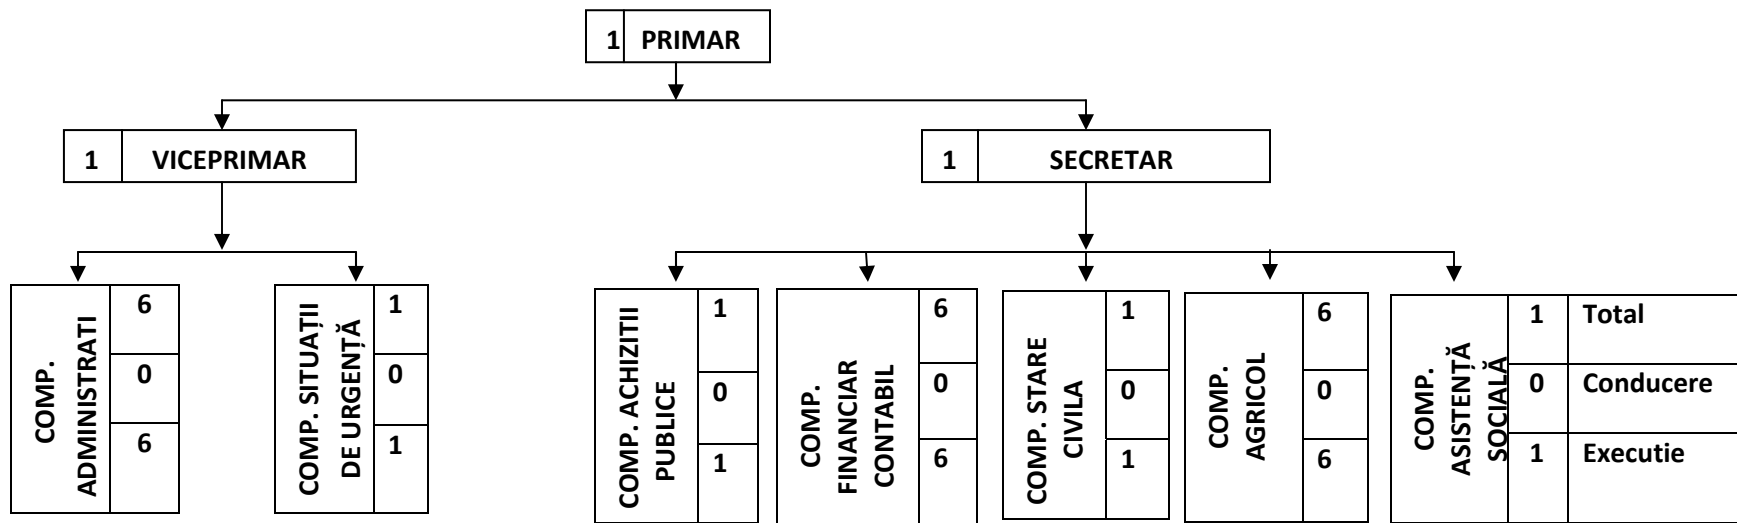 1 PRIMAR
1 VICEPRIMAR
1 SECRETAR
COMP.
ADMINISTRATI
6
0
6
COMP. SITUAȚII
DE URGENȚĂ
1
0
1
COMP. ACHIZITII
PUBLICE
1
0
1
COMP.
FINANCIAR
CONTABIL
6
0
6
COMP. STARE
CIVILA
1
0
1
COMP.
AGRICOL
6
0
6
COMP.
ASISTENȚĂ
SOCIALĂ
1 Total
0 Conducere
1 Executie